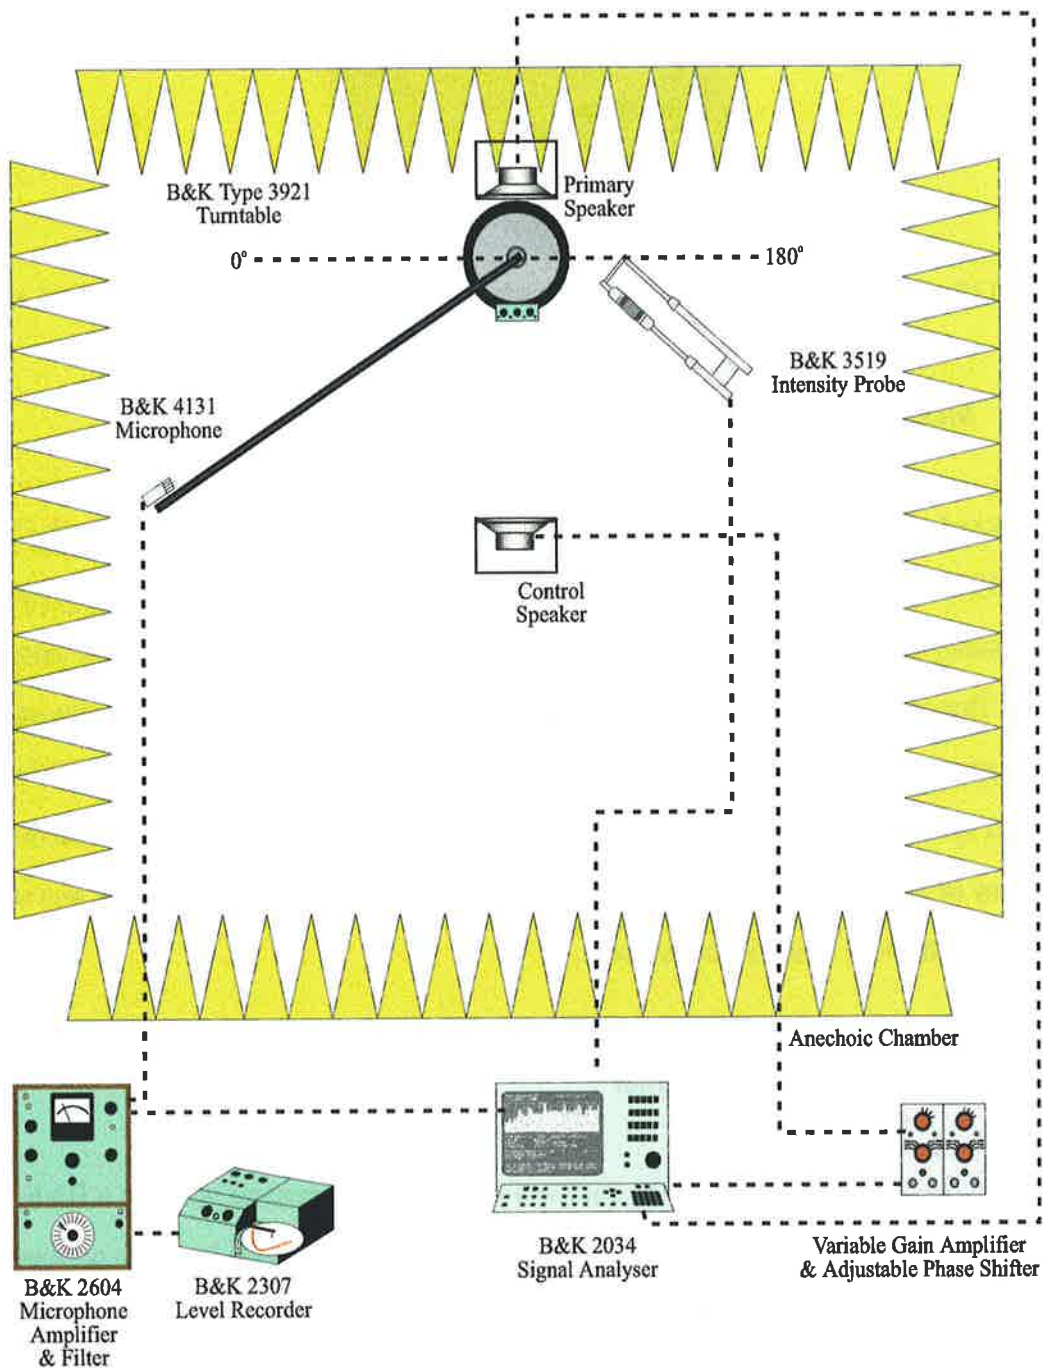 B&K Type 3921
Turntable
Primary
Speaker
0°
180°
B&K 3519
Intensity Probe
B&K 4131
Microphone
Control
Speaker
Anechoic Chamber
B&K 2604
Microphone
Amplifier
& Filter
B&K 2307
Level Recorder
B&K 2034
Signal Analyser
Variable Gain Amplifier
& Adjustable Phase Shifter